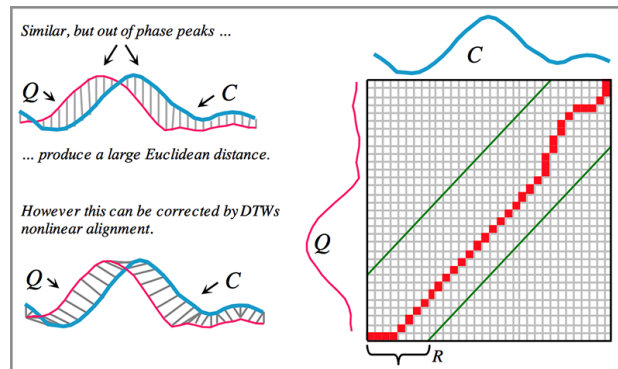 Similar, but out of phase peaks ...
Q
C
... produce a large Euclidean distance.
However this can be corrected by DTWs
nonlinear alignment.
Q
C
C
Q
R